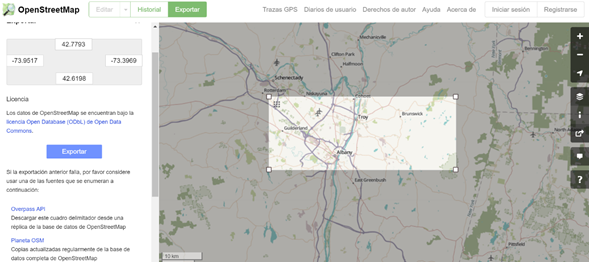 OpenStreetMap
Editar
Historial
Exportar
Trazas GPS
Diarios de usuario
Derechos de autor
Ayuda
Acerca de
Iniciar sesión
Registrarse
42.7793
-73.9517
-73.3969
42.6198
Licencia
Los datos de OpenStreetMap se encuentran bajo la
licencia Open Database (ODbL) de Open Data
Commons.
Exportar
Si la exportación anterior falla, por favor considere
usar una de las fuentes que se enumeran a
continuación:
Overpass API
Descargar este cuadro delimitador desde una
réplica de la base de datos de OpenStreetMap
Planeta OSM
Copias actualizadas regularmente de la base de
datos completa de OpenStreetMap
Mechanicville
Clifton Park
Halfmoon
Schenectady
Rotterdam
Niskayuna
Cohoes
Troy
Brunswick
Guilderland
Albany
East Greenbush
Bennington
Pittsfield
10 km